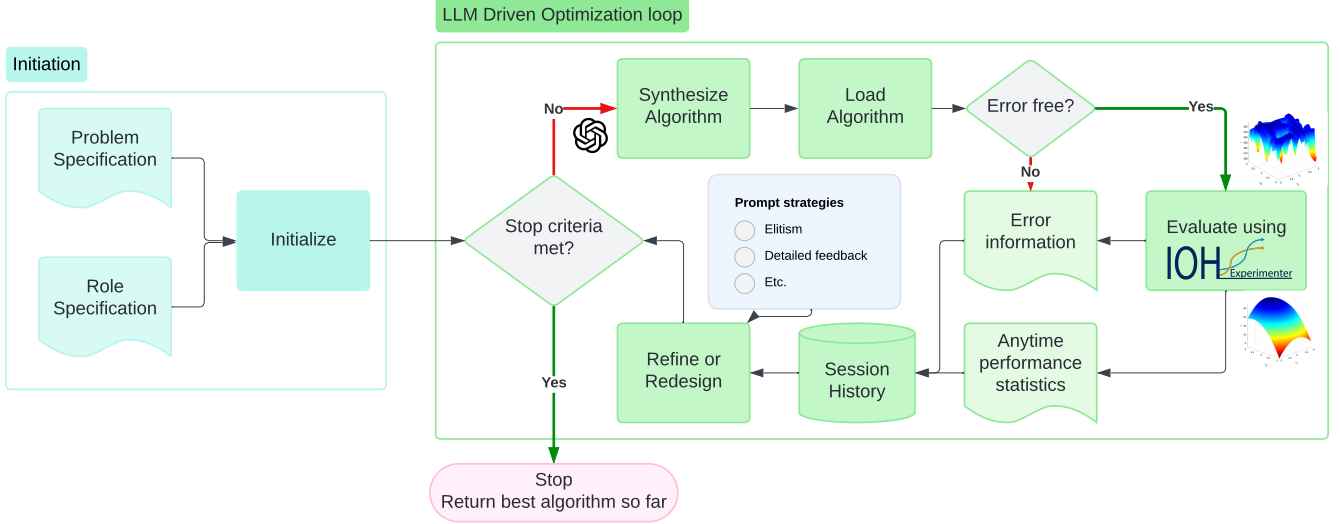 LLM Driven Optimization loop
Initiation
Problem
Specification
Role
Specification
Initialize
Stop criteria
met?
No
Yes
Synthesize
Algorithm
Load
Algorithm
Error free?
Yes
No
Error
information
Evaluate using
IOH
Experimenter
Prompt strategies
Elitism
Detailed feedback
Etc.
Refine or
Redesign
Session
History
Anytime
performance
statistics
Stop
Return best algorithm so far